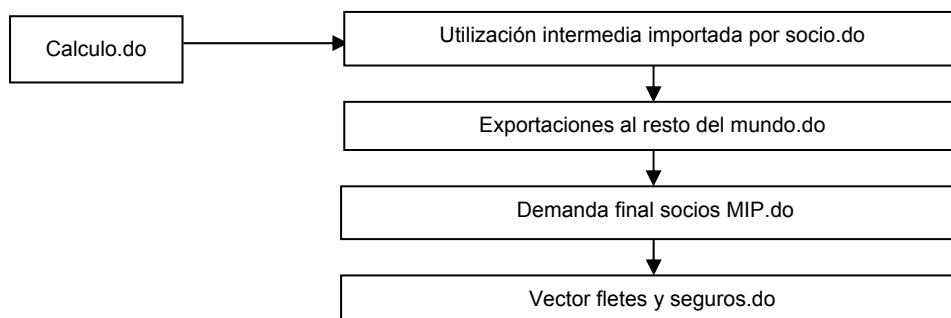 Calculo.do
Utilización intermedia importada por socio.do
Exportaciones al resto del mundo.do
Demanda final socios MIP.do
Vector fletes y seguros.do